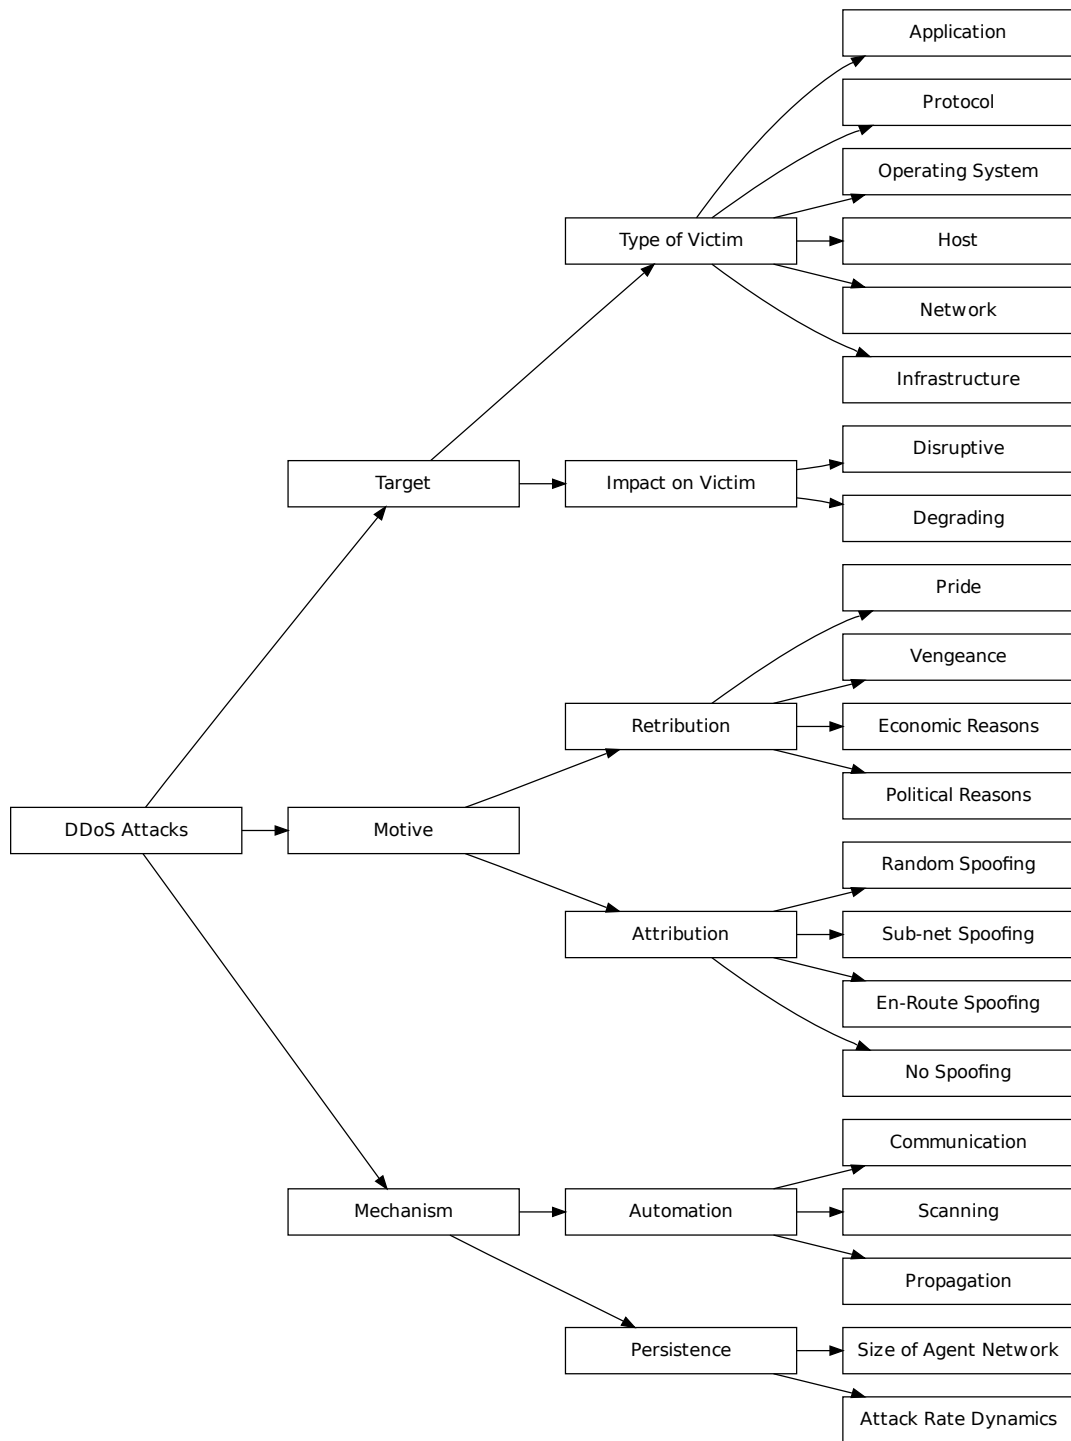 Application
Protocol
Operating System
Type of Victim
Host
Network
Infrastructure
Disruptive
Target
Impact on Victim
Degrading
Pride
Vengeance
Retribution
Economic Reasons
Political Reasons
DDoS Attacks
Motive
Random Spoofing
Attribution
Sub-net Spoofing
En-Route Spoofing
No Spoofing
Communication
Mechanism
Automation
Scanning
Propagation
Persistence
Size of Agent Network
Attack Rate Dynamics